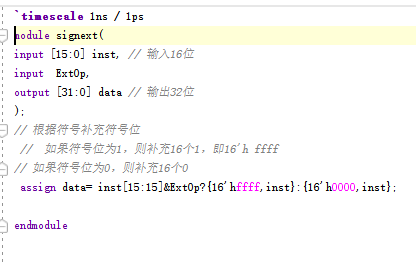 `timescale 1ns / 1ps
module signext(
input [15:0] inst, // 输入16位
input  ExtOp,
output [31:0] data // 输出32位
);
// 根据符号补充符号位
//  如果符号位为1，则补充16个1，即16'h ffff
// 如果符号位为0，则补充16个0
assign data= inst[15:15]&ExtOp?{16'hffff,inst}:{16'h0000,inst};
endmodule